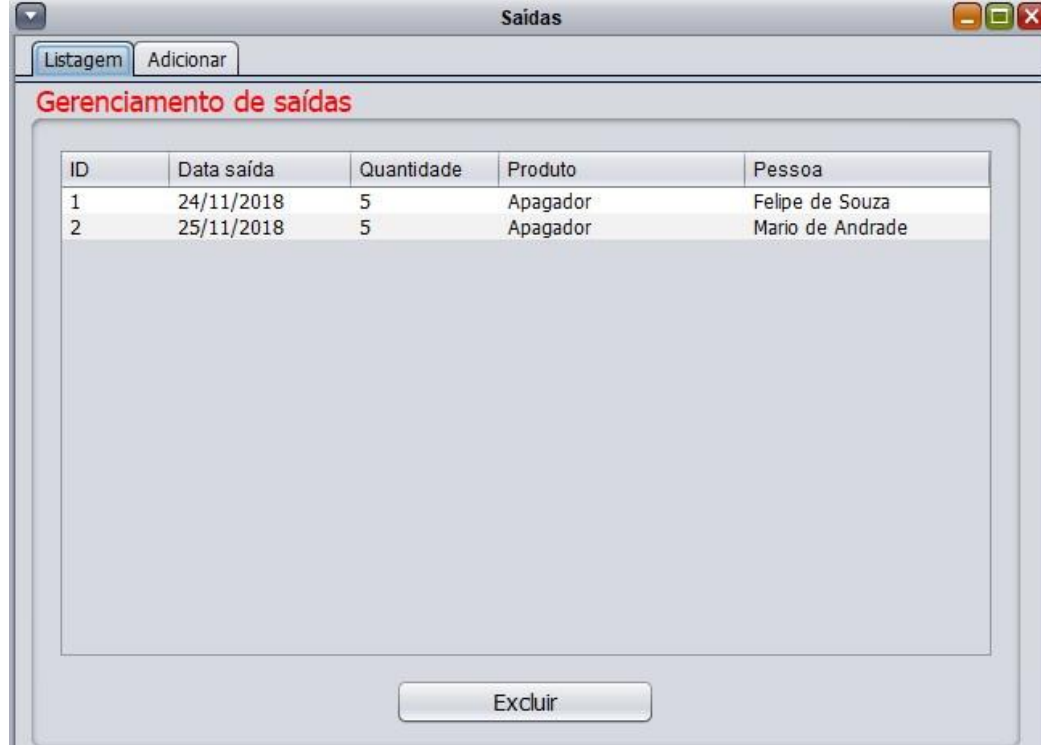 Saídas
Listagem Adicionar
Gerenciamento de saídas
ID Data saída Quantidade Produto Pessoa
1 24/11/2018 5 Apagador Felipe de Souza
2 25/11/2018 5 Apagador Mario de Andrade
Excluir